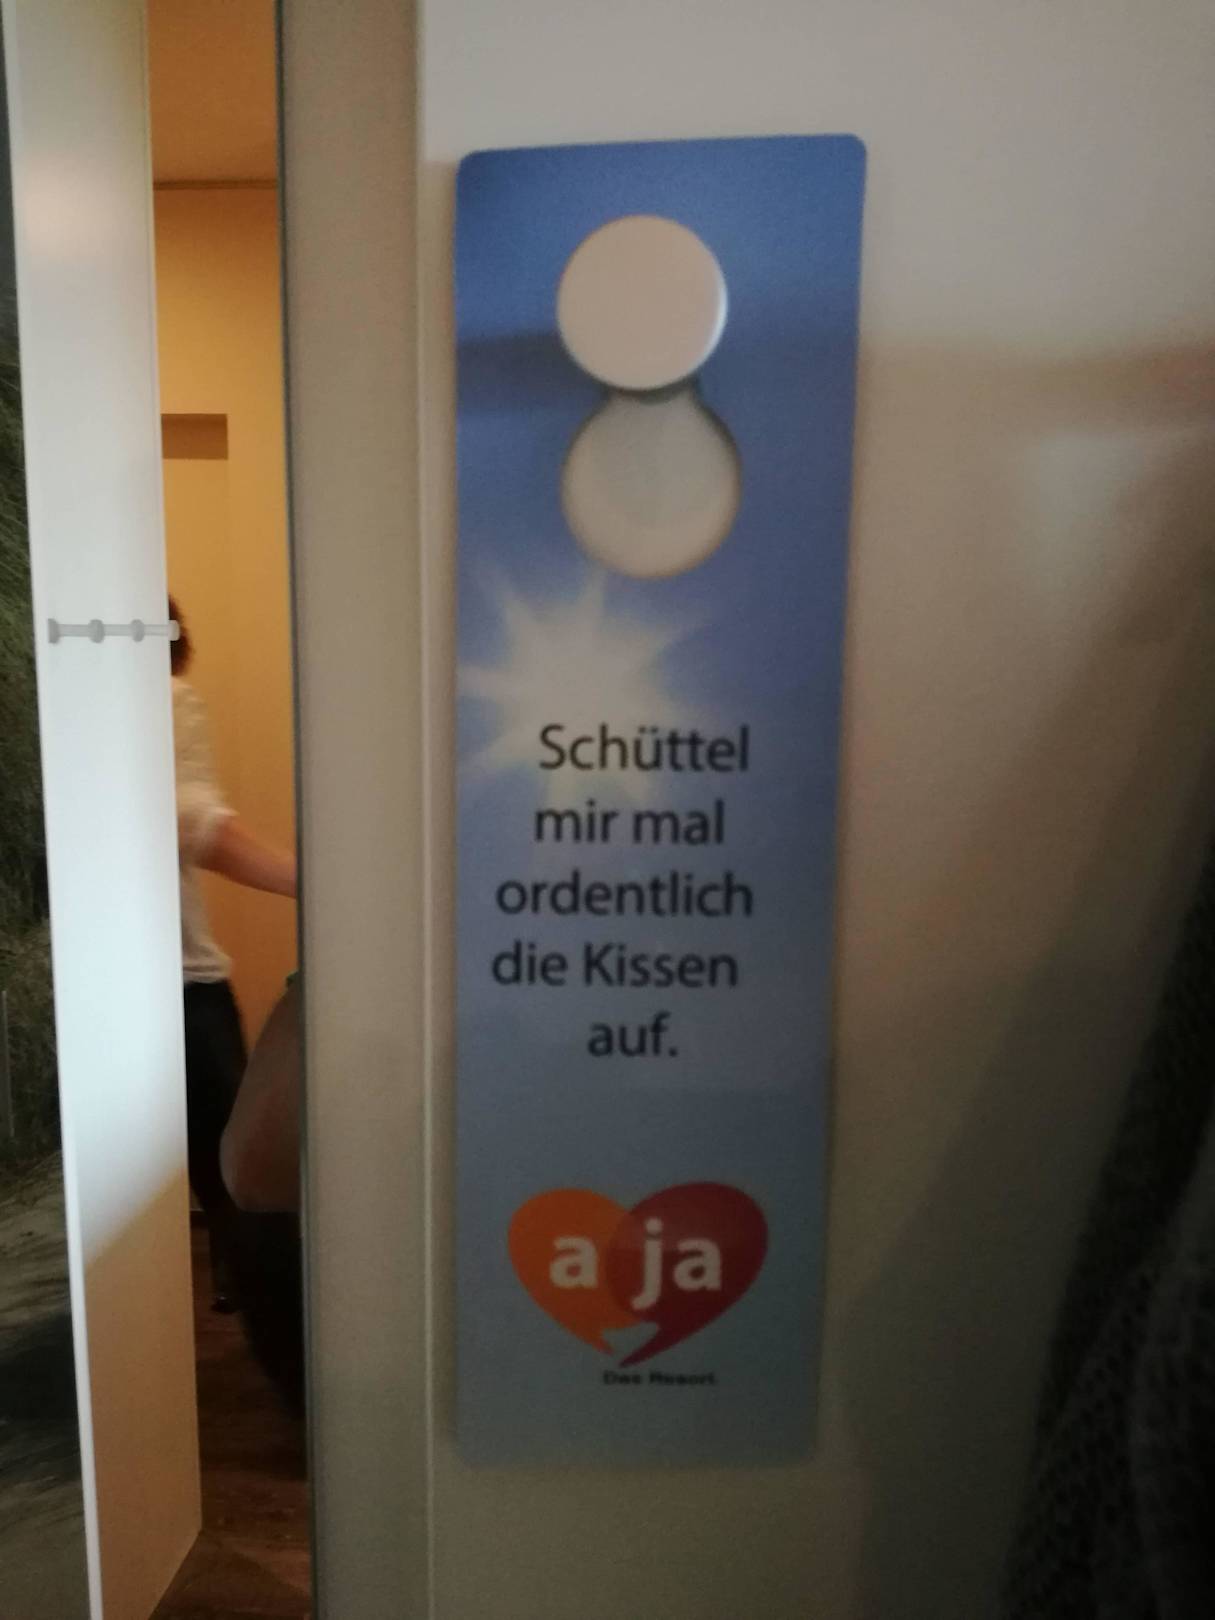 Schüttel
mir mal
ordentlich
die Kissen
auf.
a ja
Das Resort.